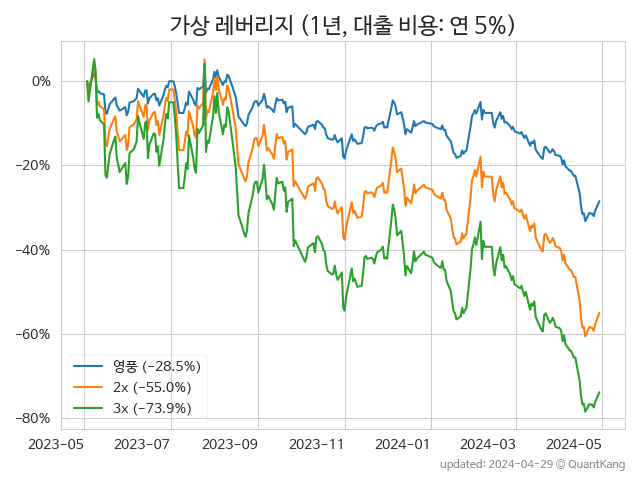 가상 레버리지 (1년, 대출 비용: 연 5%)
0%
−20%
−40%
−60%
−80%
영풍 (−28.5%)
2x (−55.0%)
3x (−73.9%)
2023-05
2023-07
2023-09
2023-11
2024-01
2024-03
2024-05
updated: 2024-04-29 © QuantKang